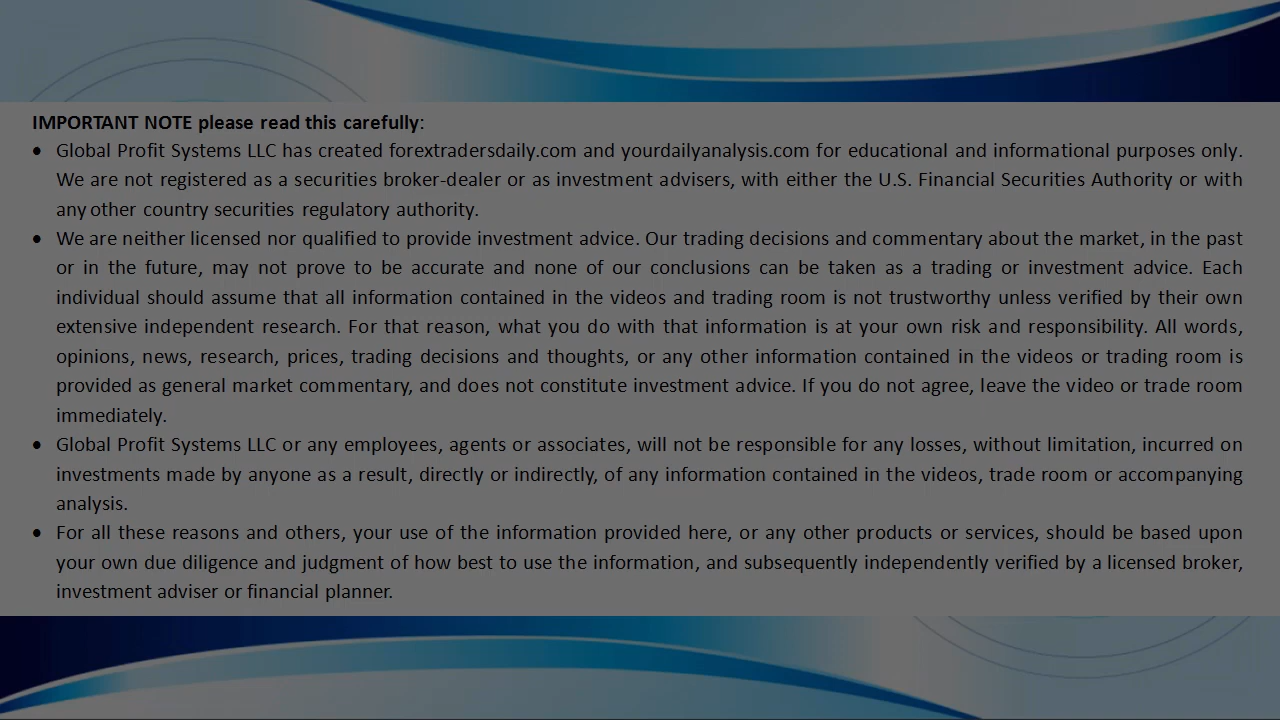 IMPORTANT NOTE please read this carefully:
• Global Profit Systems LLC has created forextradersdaily.com and yourdailyanalysis.com for educational and informational purposes only.
We are not registered as a securities broker-dealer or as investment advisers, with either the U.S. Financial Securities Authority or with
any other country securities regulatory authority.
• We are neither licensed nor qualified to provide investment advice. Our trading decisions and commentary about the market, in the past
or in the future, may not prove to be accurate and none of our conclusions can be taken as a trading or investment advice. Each
individual should assume that all information contained in the videos and trading room is not trustworthy unless verified by their own
extensive independent research. For that reason, what you do with that information is at your own risk and responsibility. All words,
opinions, news, research, prices, trading decisions and thoughts, or any other information contained in the videos or trading room is
provided as general market commentary, and does not constitute investment advice. If you do not agree, leave the video or trade room
immediately.
• Global Profit Systems LLC or any employees, agents or associates, will not be responsible for any losses, without limitation, incurred on
investments made by anyone as a result, directly or indirectly, of any information contained in the videos, trade room or accompanying
analysis.
• For all these reasons and others, your use of the information provided here, or any other products or services, should be based upon
your own due diligence and judgment of how best to use the information, and subsequently independently verified by a licensed broker,
investment adviser or financial planner.